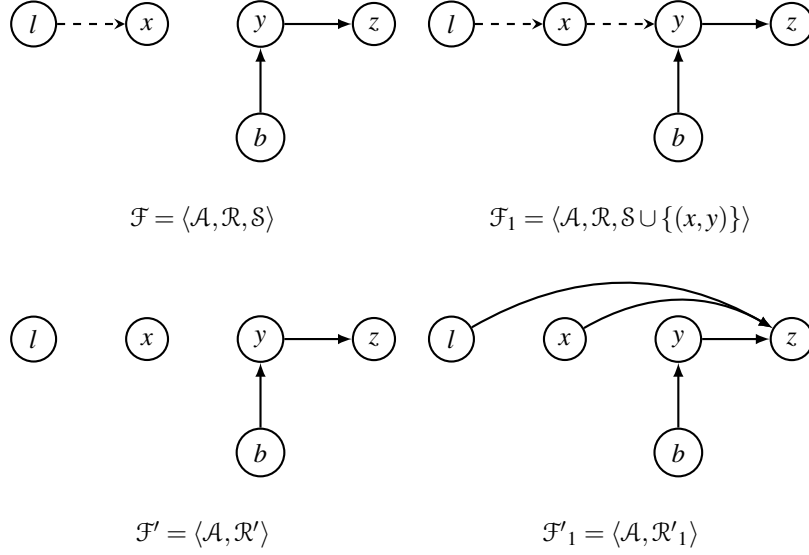 l x y z l x y z
b b
ℱ = ⟨𝒜, ℛ, 𝒮⟩ ℱ₁ = ⟨𝒜, ℛ, 𝒮 ∪ {(x, y)}⟩
l x y z l x y z
b b
ℱ′ = ⟨𝒜, ℛ′⟩ ℱ′₁ = ⟨𝒜, ℛ′₁⟩